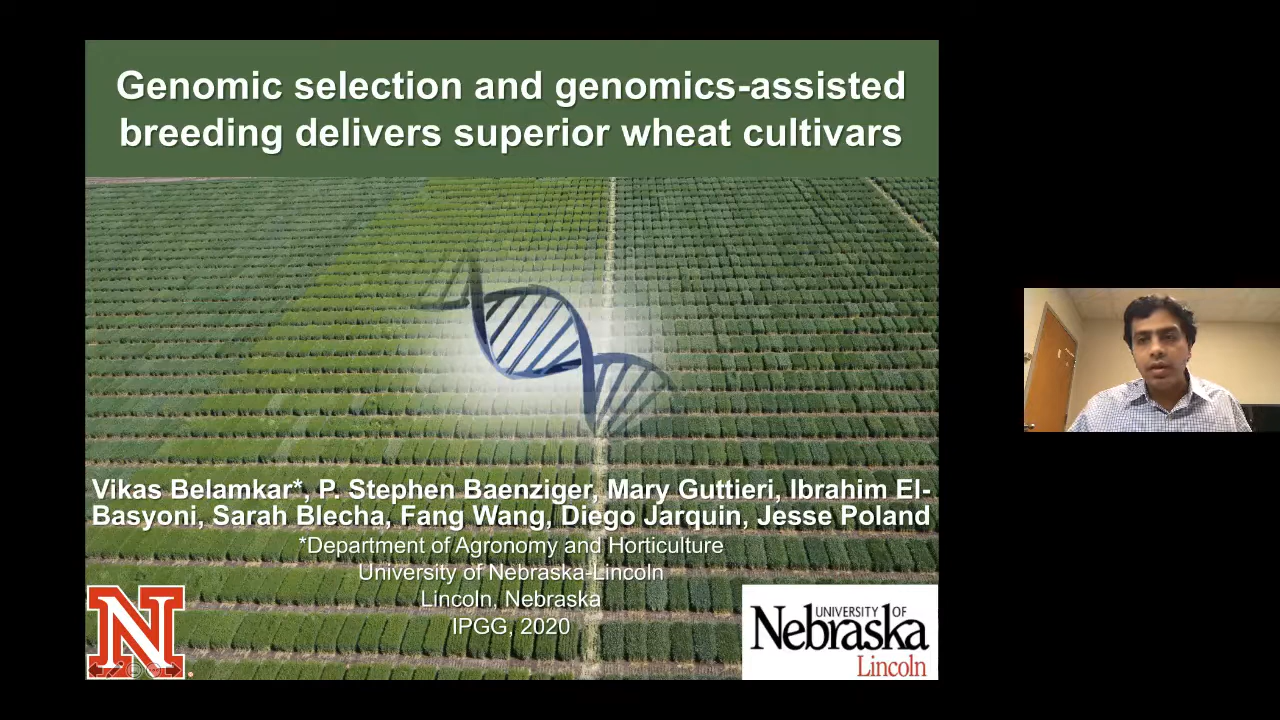 Genomic selection and genomics-assisted
breeding delivers superior wheat cultivars
Vikas Belamkar*, P. Stephen Baenziger, Mary Guttieri, Ibrahim El-
Basyoni, Sarah Blecha, Fang Wang, Diego Jarquin, Jesse Poland
*Department of Agronomy and Horticulture
University of Nebraska-Lincoln
Lincoln, Nebraska
IPGG, 2020
N
UNIVERSITY OF
Nebraska
Lincoln